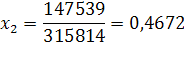 x₂ = 147539/315814 = 0,4672